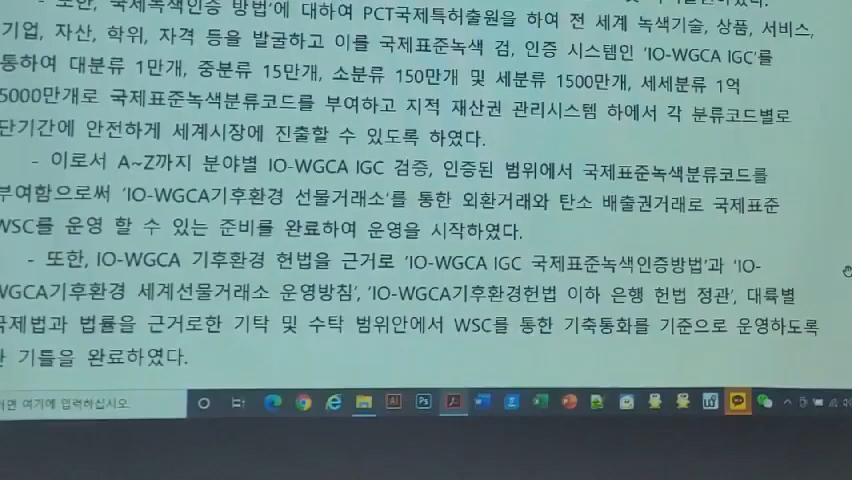 - 또한, '국제녹색인증 방법'에 대하여 PCT국제특허출원을 하여 전 세계 녹색기술, 상품, 서비스,
기업, 자산, 학위, 자격 등을 발굴하고 이를 국제표준녹색 검, 인증 시스템인 'IO-WGCA IGC'를
통하여 대분류 1만개, 중분류 15만개, 소분류 150만개 및 세분류 1500만개, 세세분류 1억
5000만개로 국제표준녹색분류코드를 부여하고 지적 재산권 관리시스템 하에서 각 분류코드별로
단기간에 안전하게 세계시장에 진출할 수 있도록 하였다.
- 이로서 A~Z까지 분야별 IO-WGCA IGC 검증, 인증된 범위에서 국제표준녹색분류코드를
부여함으로써 'IO-WGCA기후환경 선물거래소'를 통한 외환거래와 탄소 배출권거래로 국제표준
WSC를 운영 할 수 있는 준비를 완료하여 운영을 시작하였다.
- 또한, IO-WGCA 기후환경 헌법을 근거로 'IO-WGCA IGC 국제표준녹색인증방법'과 'IO-
WGCA기후환경 세계선물거래소 운영방침', 'IO-WGCA기후환경헌법 이하 은행 헌법 정관', 대륙별
국제법과 법률을 근거로한 기탁 및 수탁 범위안에서 WSC를 통한 기축통화를 기준으로 운영하도록
기틀을 완료하였다.
여기에 입력하십시오.